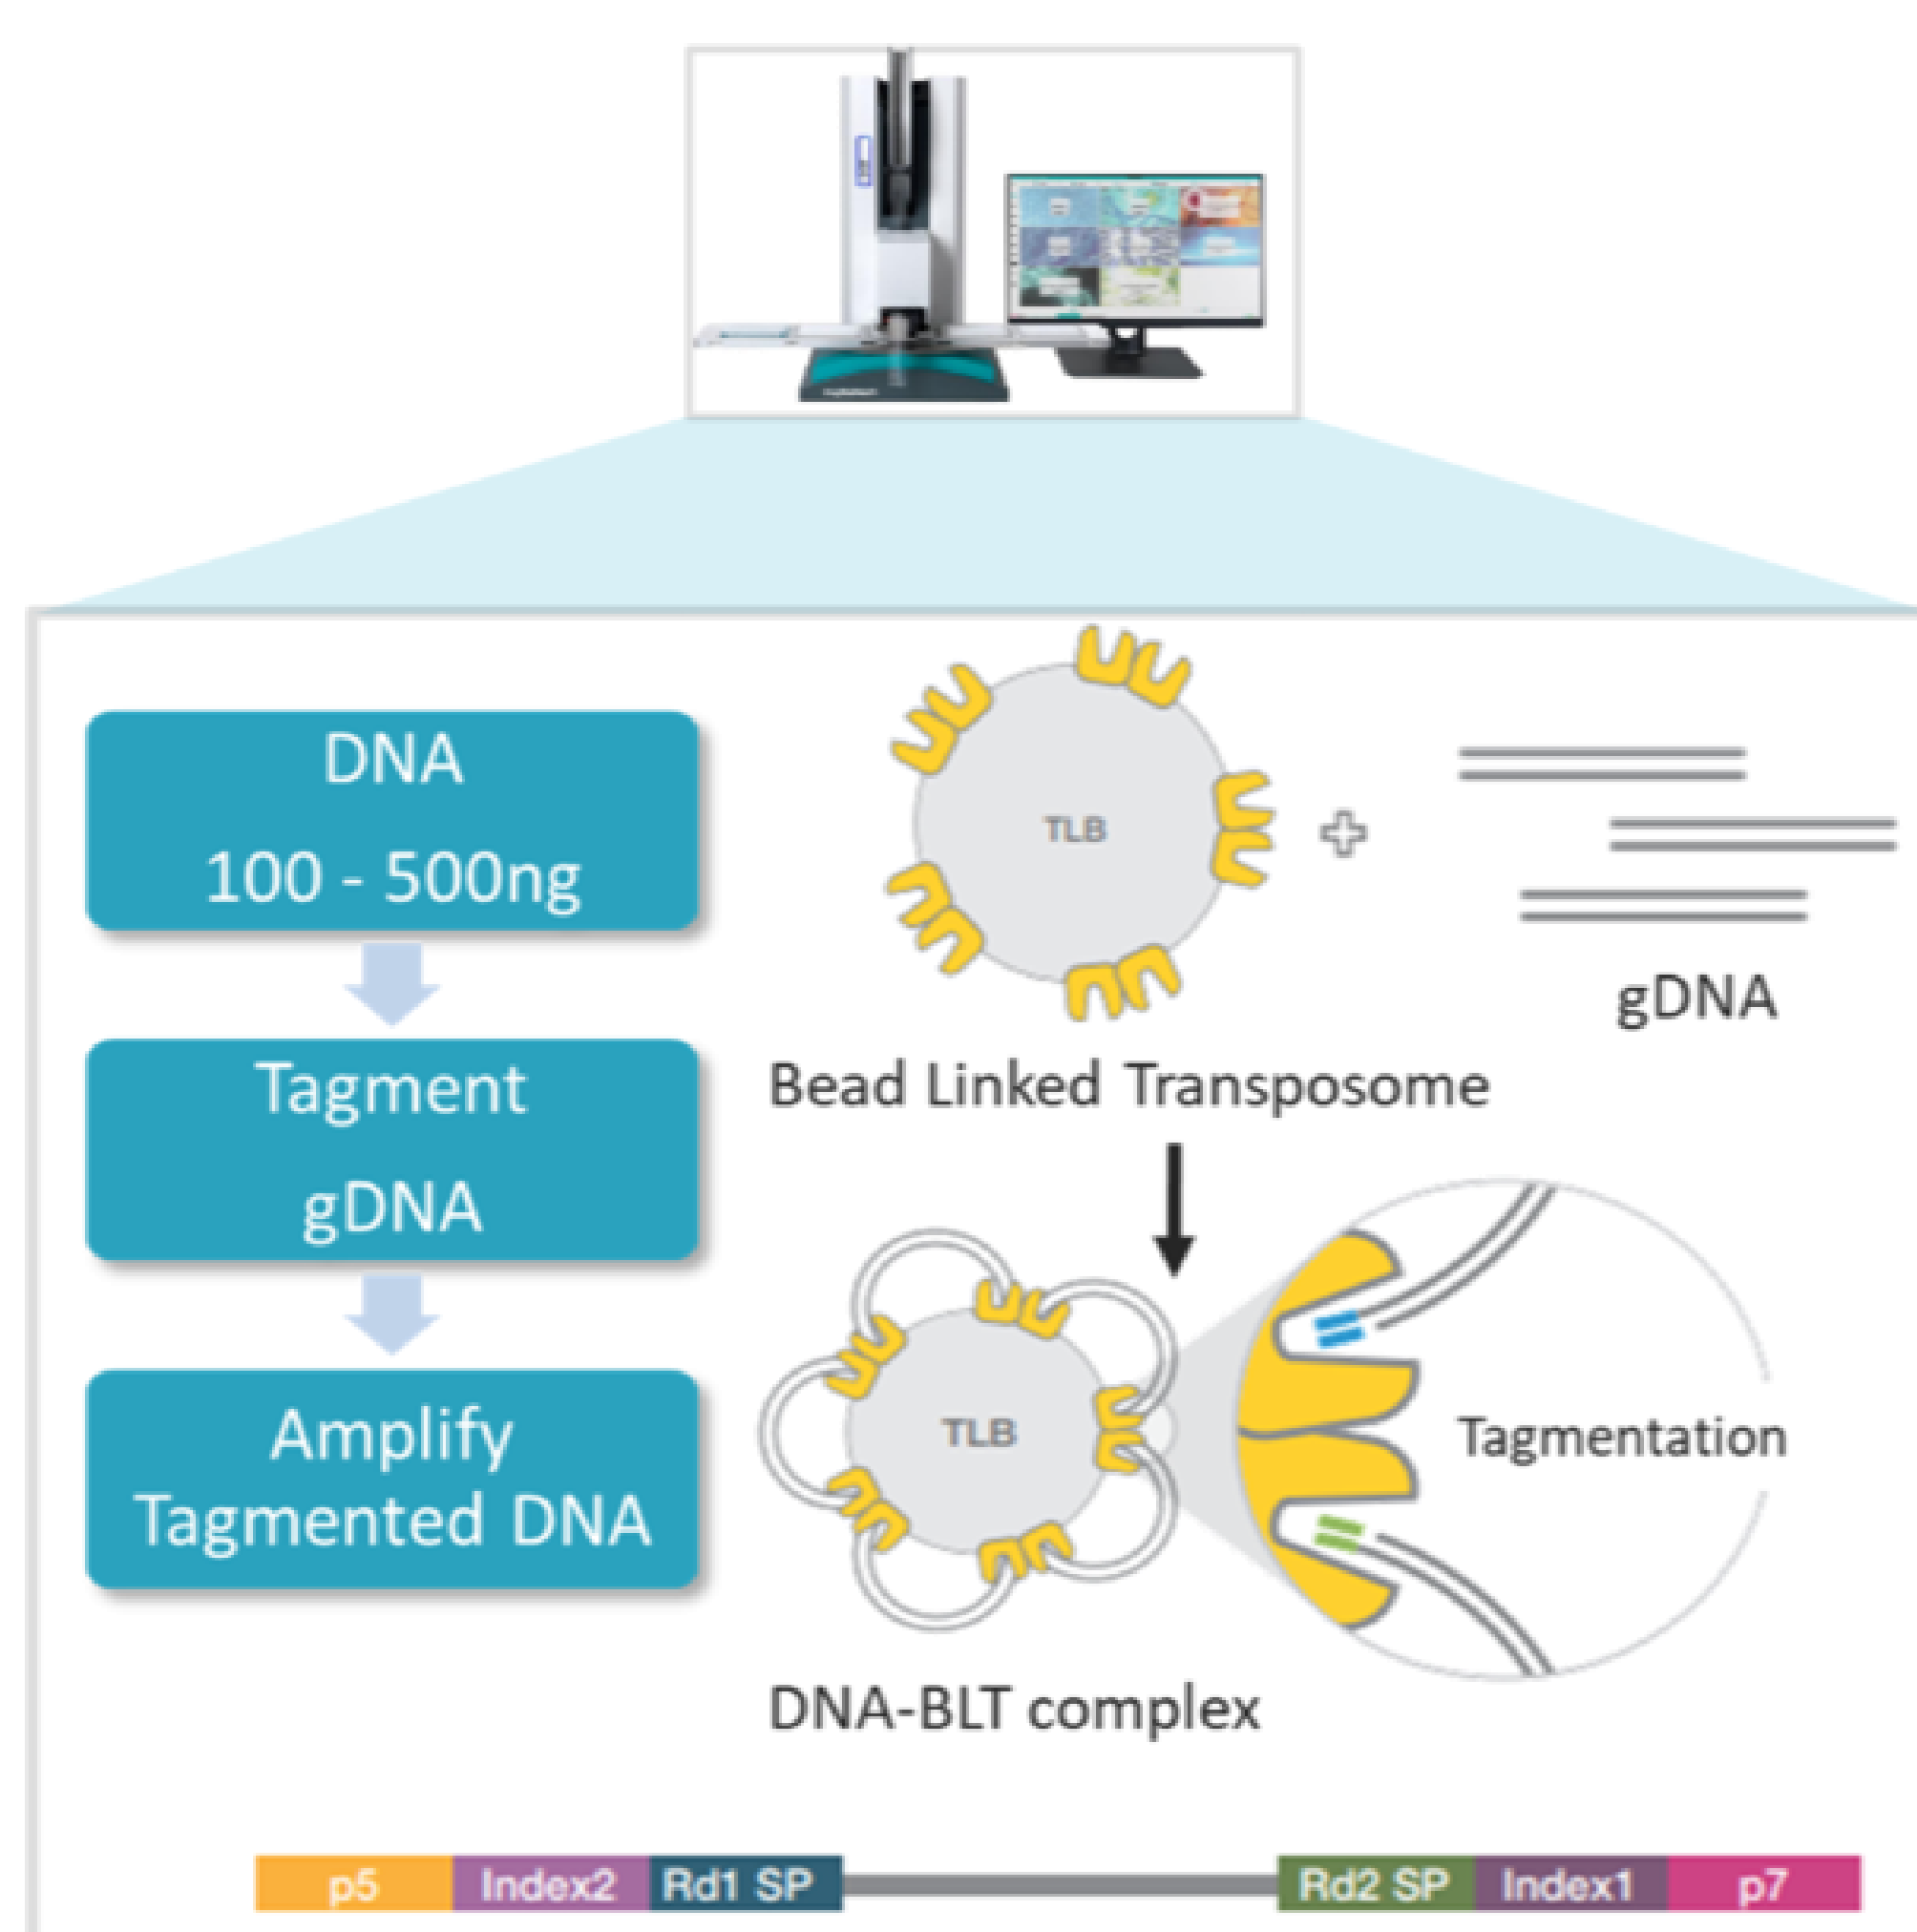 DNA
100 - 500ng
Tagment
gDNA
Amplify
Tagmented DNA
TLB
gDNA
Bead Linked Transposome
TLB
Tagmentation
DNA-BLT complex
p5 Index2 Rd1 SP Rd2 SP Index1 p7